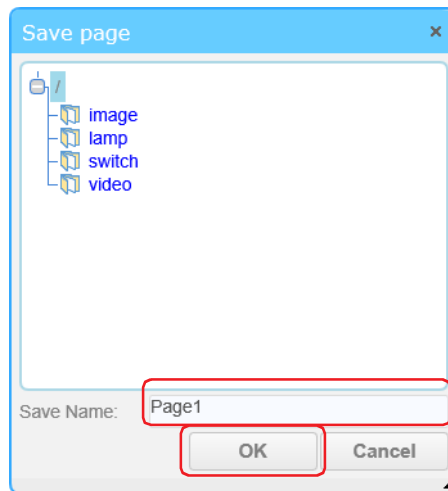 Save page ×
/
image
lamp
switch
video
Save Name: Page1
OK Cancel